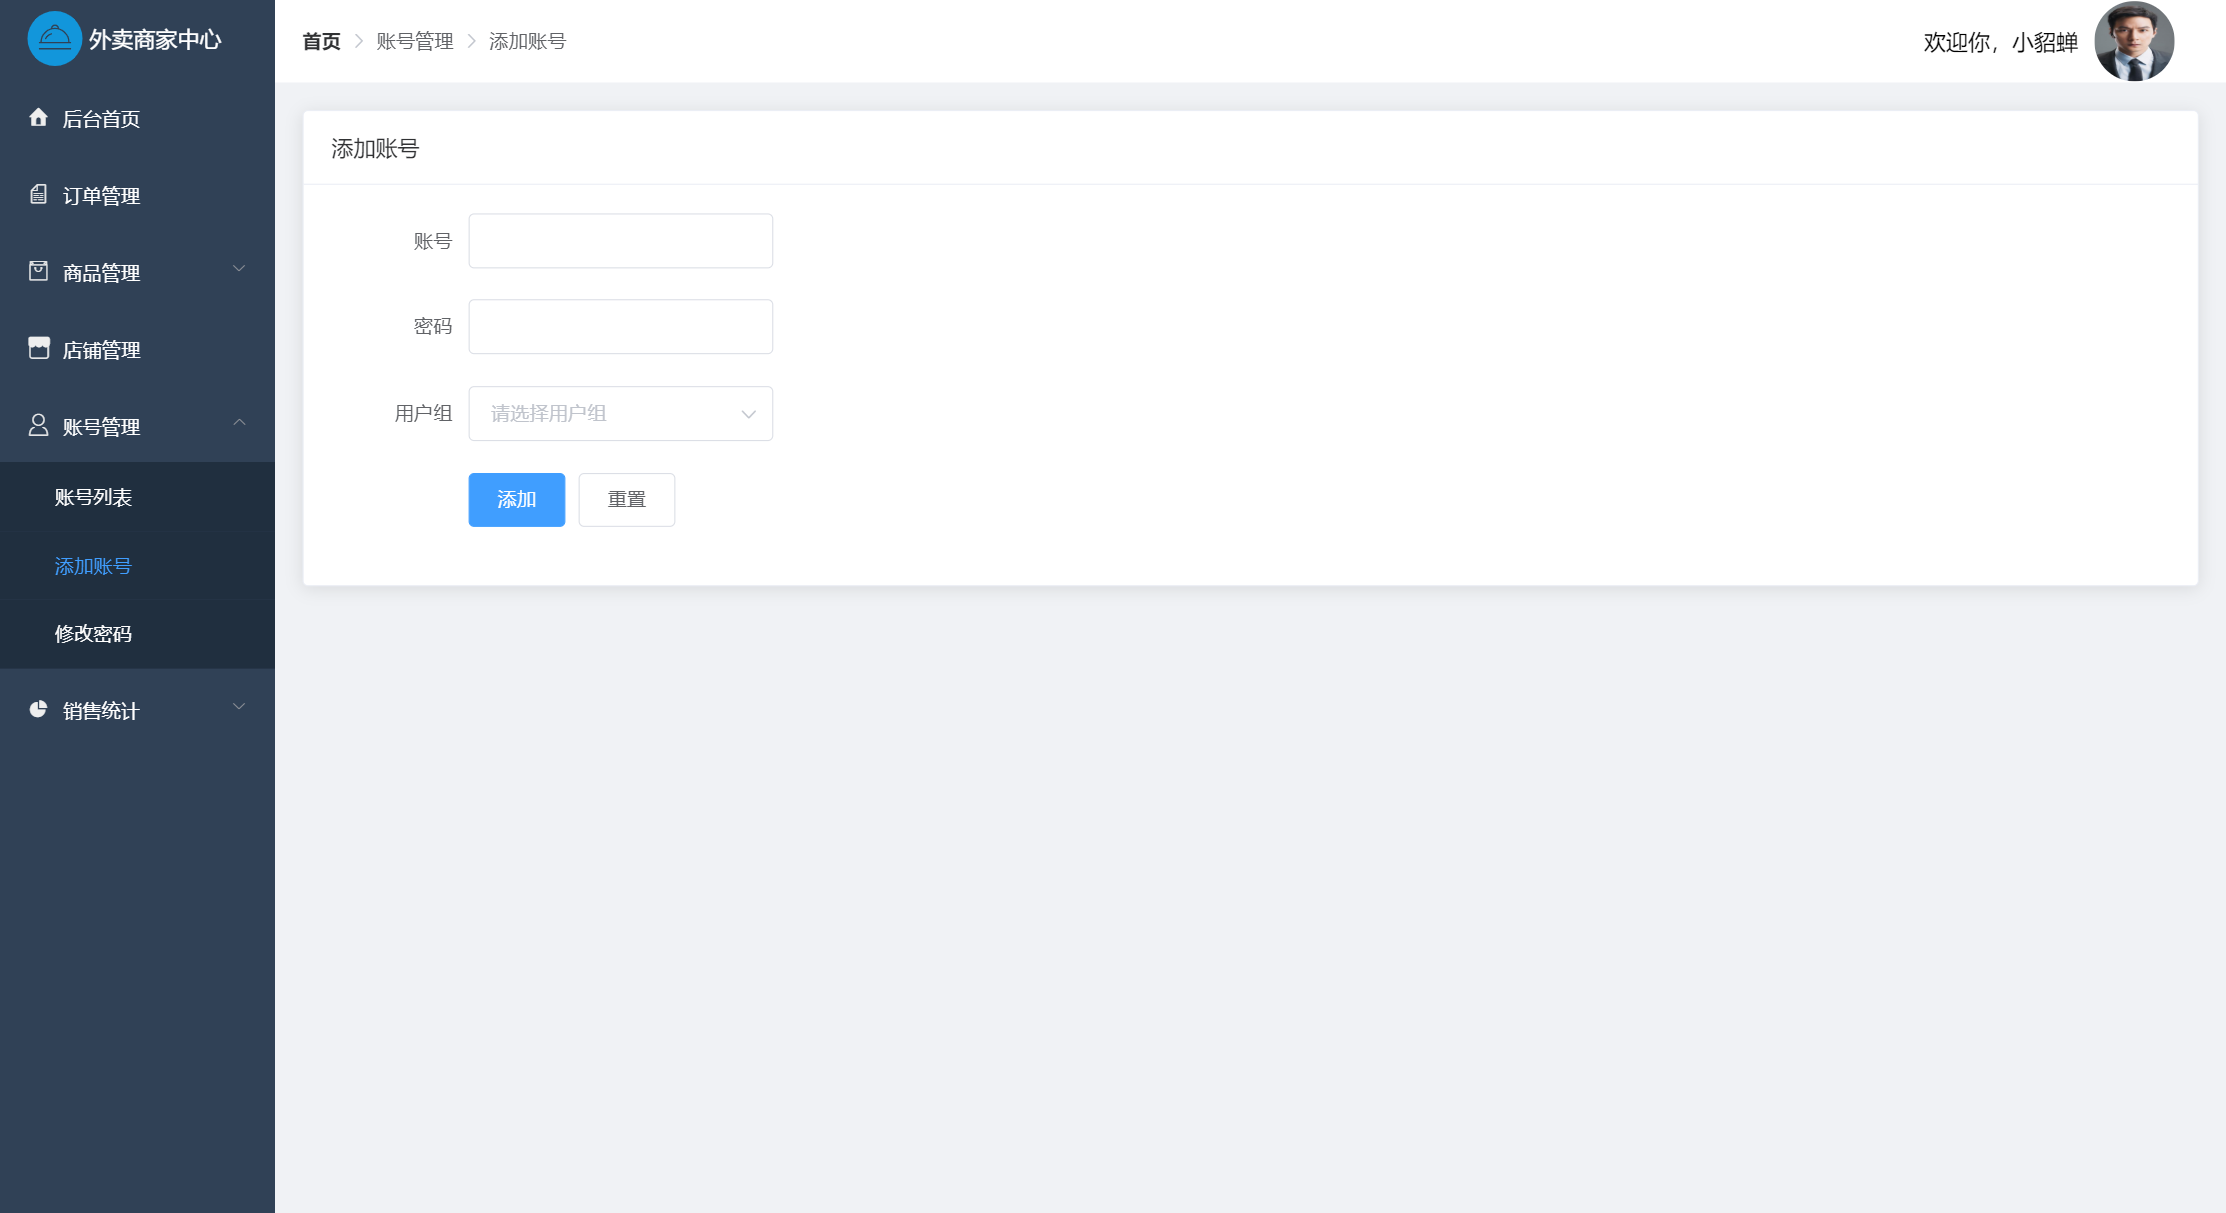 外卖商家中心
首页 > 账号管理 > 添加账号
欢迎你，小貂蝉
后台首页
订单管理
商品管理
店铺管理
账号管理
账号列表
添加账号
修改密码
销售统计
添加账号
账号
密码
用户组 请选择用户组
添加 重置